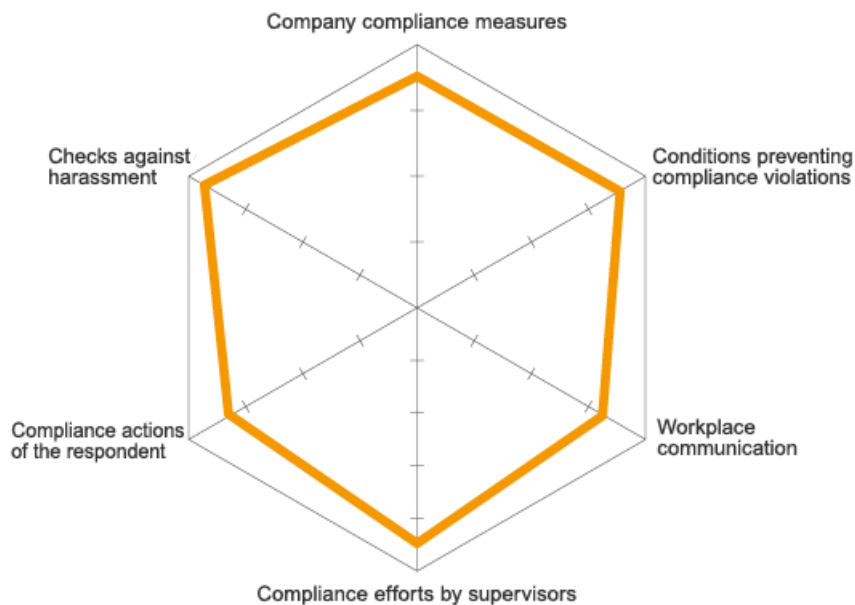 Company compliance measures
Checks against
harassment
Conditions preventing
compliance violations
Compliance actions
of the respondent
Workplace
communication
Compliance efforts by supervisors